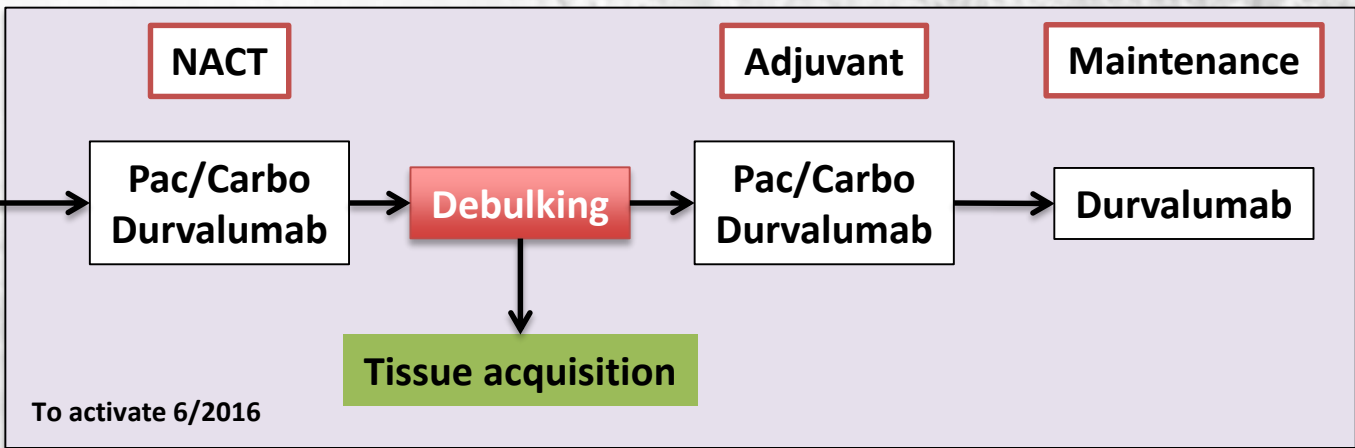 NACT
Adjuvant
Maintenance
Pac/Carbo
Durvalumab
Debulking
Pac/Carbo
Durvalumab
Durvalumab
Tissue acquisition
To activate 6/2016